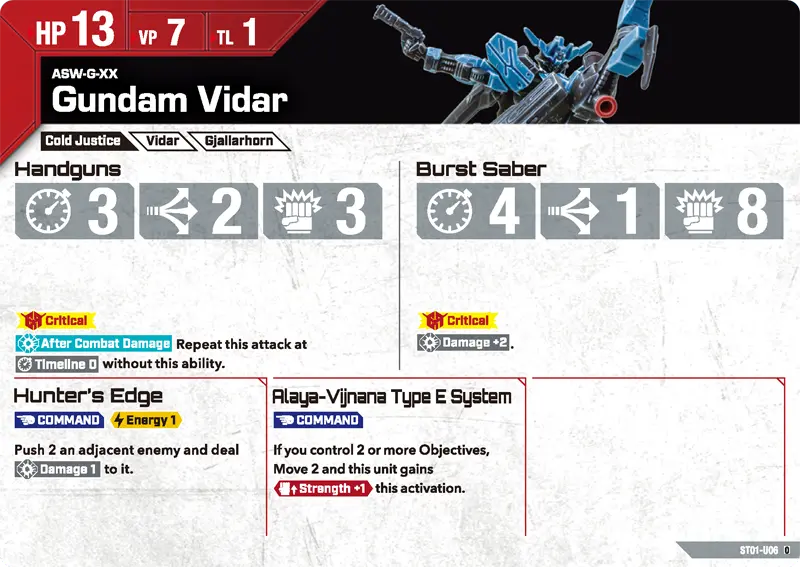 HP 13 VP 7 TL 1
ASW-G-XX
Gundam Vidar
Cold Justice Vidar Gjallarhorn
Handguns
3 2 3
Critical
After Combat Damage Repeat this attack at
Timeline 0 without this ability.
Burst Saber
4 1 8
Critical
Damage +2.
Hunter's Edge
COMMAND Energy 1
Push 2 an adjacent enemy and deal
Damage 1 to it.
Alaya-Vijnana Type E System
COMMAND
If you control 2 or more Objectives,
Move 2 and this unit gains
Strength +1 this activation.
ST01-U06 0